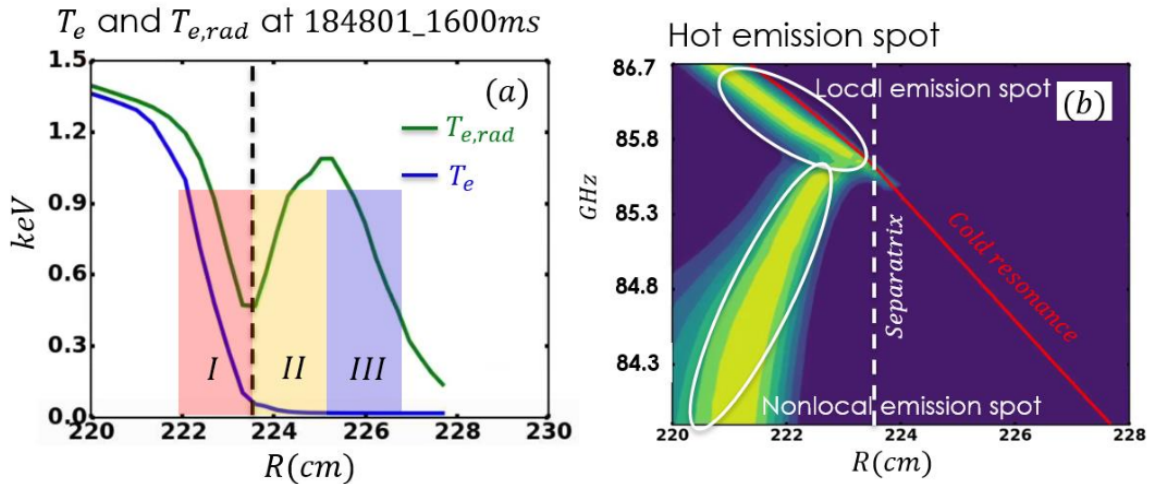 T_e and T_{e,rad} at 184801_1600ms
1.5
1.2
0.9
0.6
0.3
0.0
keV
(a)
T_{e,rad}
T_e
I II III
220 222 224 226 228 230
R(cm)
Hot emission spot
86.7
85.8
85.3
84.8
84.3
GHz
Local emission spot
(b)
Separatrix
Cold resonance
Nonlocal emission spot
220 222 224 226 228
R(cm)